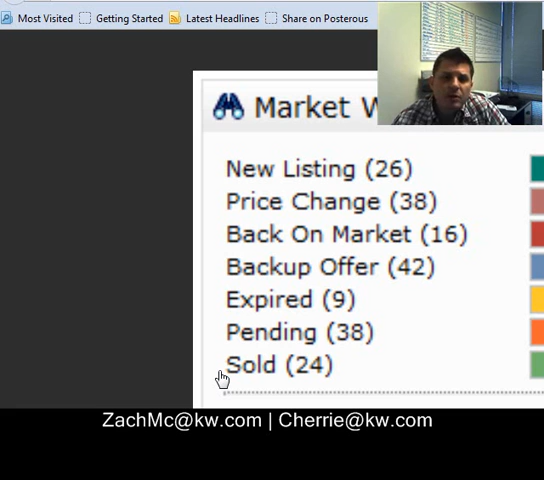 Most Visited Getting Started Latest Headlines Share on Posterous
Market W
New Listing (26)
Price Change (38)
Back On Market (16)
Backup Offer (42)
Expired (9)
Pending (38)
Sold (24)
ZachMc@kw.com | Cherrie@kw.com